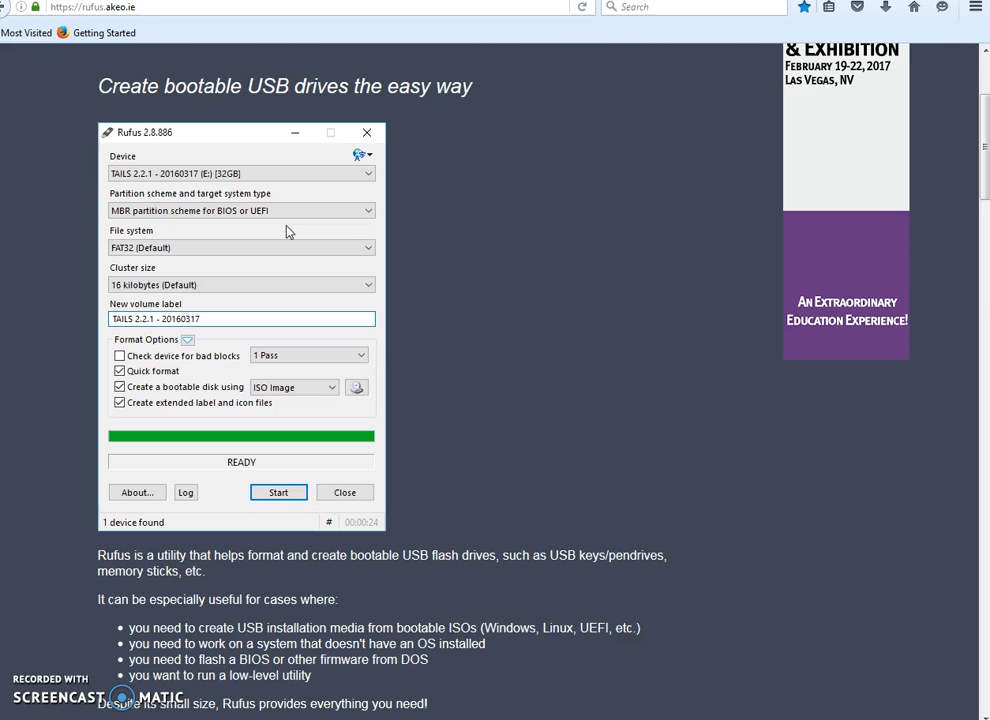 https://rufus.akeo.ie
Search
Most Visited
Getting Started
& EXHIBITION
FEBRUARY 19-22, 2017
LAS VEGAS, NV
Create bootable USB drives the easy way
Rufus 2.8.886
Device
TAILS 2.2.1 - 20160317 (E:) [32GB]
Partition scheme and target system type
MBR partition scheme for BIOS or UEFI
File system
FAT32 (Default)
Cluster size
16 kilobytes (Default)
New volume label
TAILS 2.2.1 - 20160317
Format Options
Check device for bad blocks
1 Pass
Quick format
Create a bootable disk using
ISO Image
Create extended label and icon files
READY
About...
Log
Start
Close
1 device found
#
00:00:24
AN EXTRAORDINARY
EDUCATION EXPERIENCE!
Rufus is a utility that helps format and create bootable USB flash drives, such as USB keys/pendrives,
memory sticks, etc.
It can be especially useful for cases where:
you need to create USB installation media from bootable ISOs (Windows, Linux, UEFI, etc.)
you need to work on a system that doesn't have an OS installed
you need to flash a BIOS or other firmware from DOS
you want to run a low-level utility
Despite its small size, Rufus provides everything you need!
RECORDED WITH
SCREENCAST MATIC